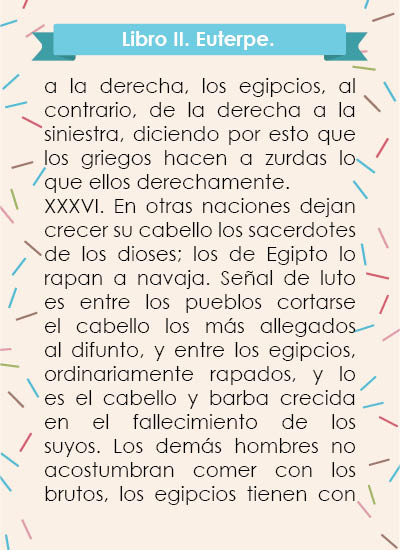 Libro II. Euterpe.
a la derecha, los egipcios, al
contrario, de la derecha a la
siniestra, diciendo por esto que
los griegos hacen a zurdas lo
que ellos derechamente.
XXXVI. En otras naciones dejan
crecer su cabello los sacerdotes
de los dioses; los de Egipto lo
rapan a navaja. Señal de luto
es entre los pueblos cortarse
el cabello los más allegados
al difunto, y entre los egipcios,
ordinariamente rapados, y lo
es el cabello y barba crecida
en el fallecimiento de los
suyos. Los demás hombres no
acostumbran comer con los
brutos, los egipcios tienen con